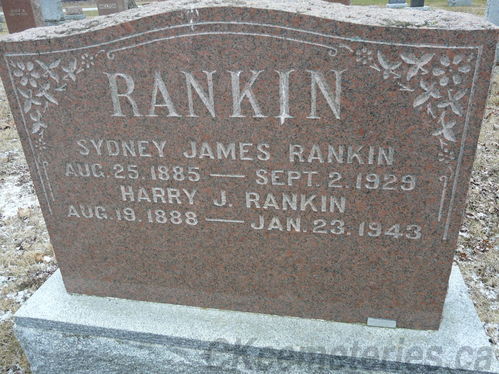 RANKIN
SYDNEY JAMES RANKIN
AUG. 25. 1885 — SEPT. 2. 1929
HARRY J. RANKIN
AUG. 19. 1888 — JAN. 23. 1943
CKcemeteries.ca